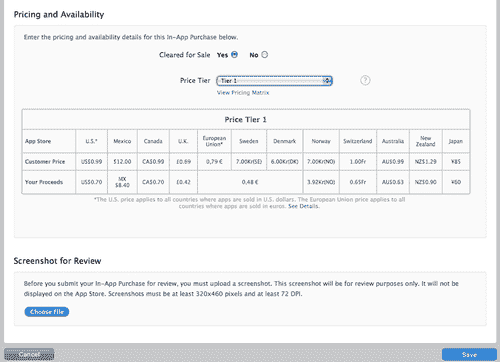 Pricing and Availability
Enter the pricing and availability details for this In-App Purchase below.
Cleared for Sale Yes No
Price Tier Tier 1 ?
View Pricing Matrix
Price Tier 1
App Store U.S.* Mexico Canada U.K. European Union* Sweden Denmark Norway Switzerland Australia New Zealand Japan
Customer Price US$0.99 $12.00 CA$0.99 £0.69 0,79 € 7.00Kr(SE) 6.00Kr(DK) 7.00Kr(NO) 1.00Fr AU$0.99 NZ$1.29 ¥85
Your Proceeds US$0.70 MX $8.40 CA$0.70 £0.42 0,48 € 3.92Kr(NO) 0.65Fr AU$0.63 NZ$0.90 ¥60
*The U.S. price applies to all countries where apps are sold in U.S. dollars. The European Union price applies to all
countries where apps are sold in euros. See Details.
Screenshot for Review
Before you submit your In-App Purchase for review, you must upload a screenshot. This screenshot will be for review purposes only. It will not be
displayed on the App Store. Screenshots must be at least 320x460 pixels and at least 72 DPI.
Choose File
Cancel Save